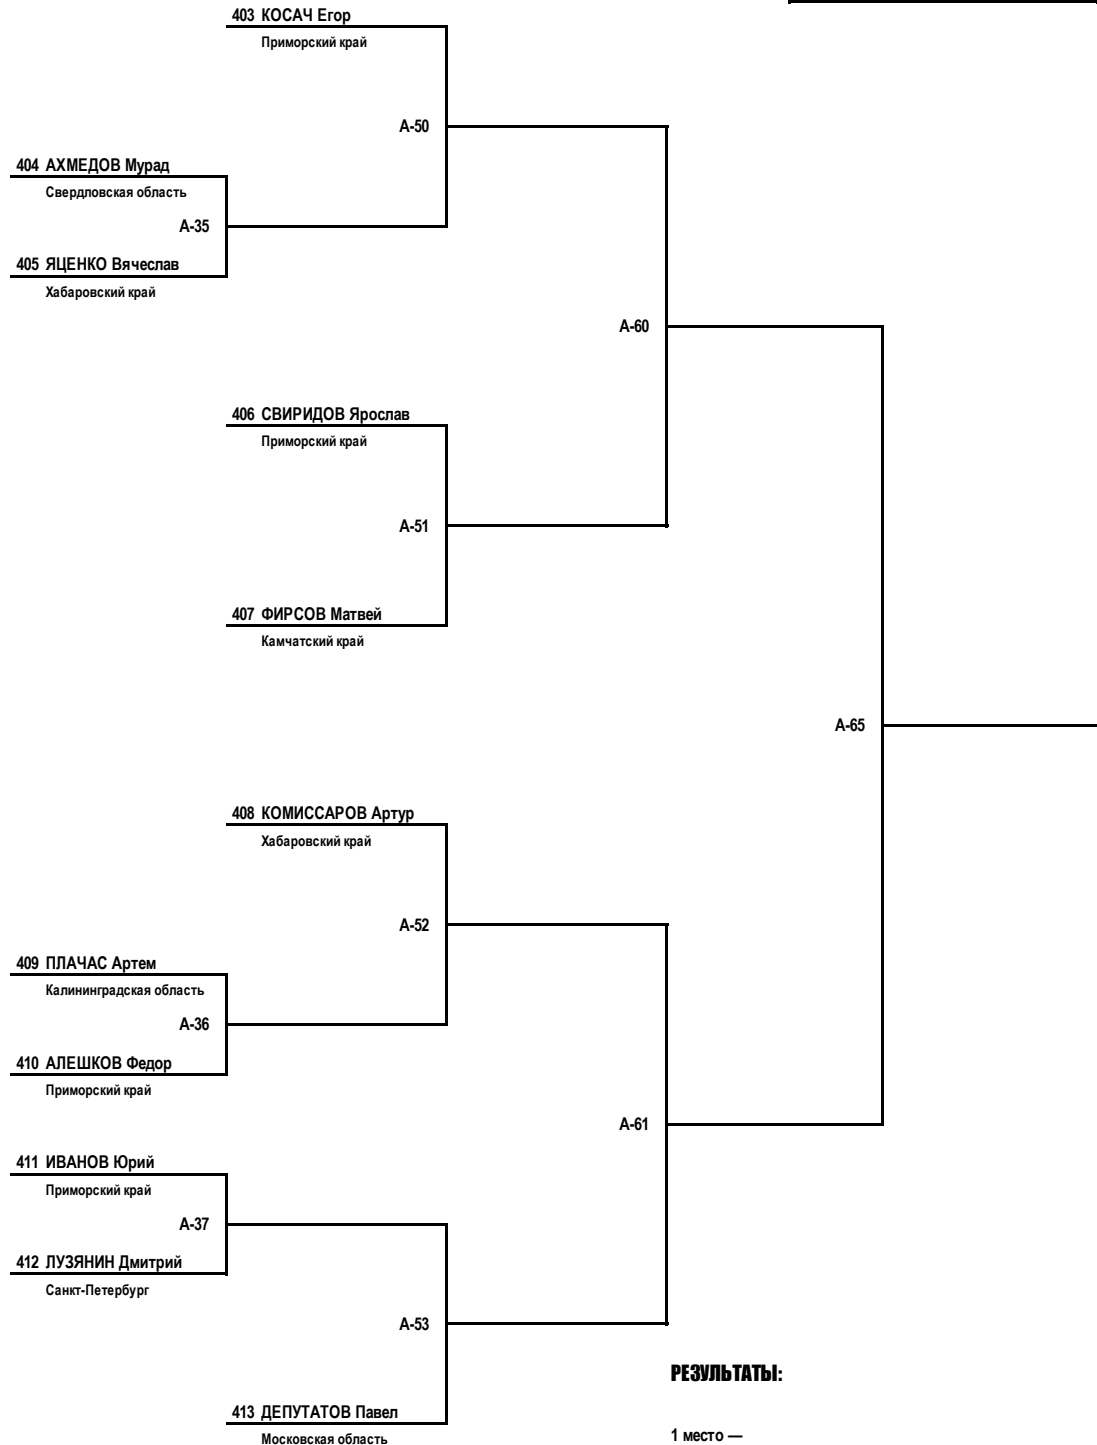 403 КОСАЧ Егор
Приморский край
А-50
404 АХМЕДОВ Мурад
Свердловская область
А-35
405 ЯЦЕНКО Вячеслав
Хабаровский край
А-60
406 СВИРИДОВ Ярослав
Приморский край
А-51
407 ФИРСОВ Матвей
Камчатский край
А-65
408 КОМИССАРОВ Артур
Хабаровский край
А-52
409 ПЛАЧАС Артем
Калининградская область
А-36
410 АЛЕШКОВ Федор
Приморский край
А-61
411 ИВАНОВ Юрий
Приморский край
А-37
412 ЛУЗЯНИН Дмитрий
Санкт-Петербург
А-53
РЕЗУЛЬТАТЫ:
413 ДЕПУТАТОВ Павел
Московская область
1 место —